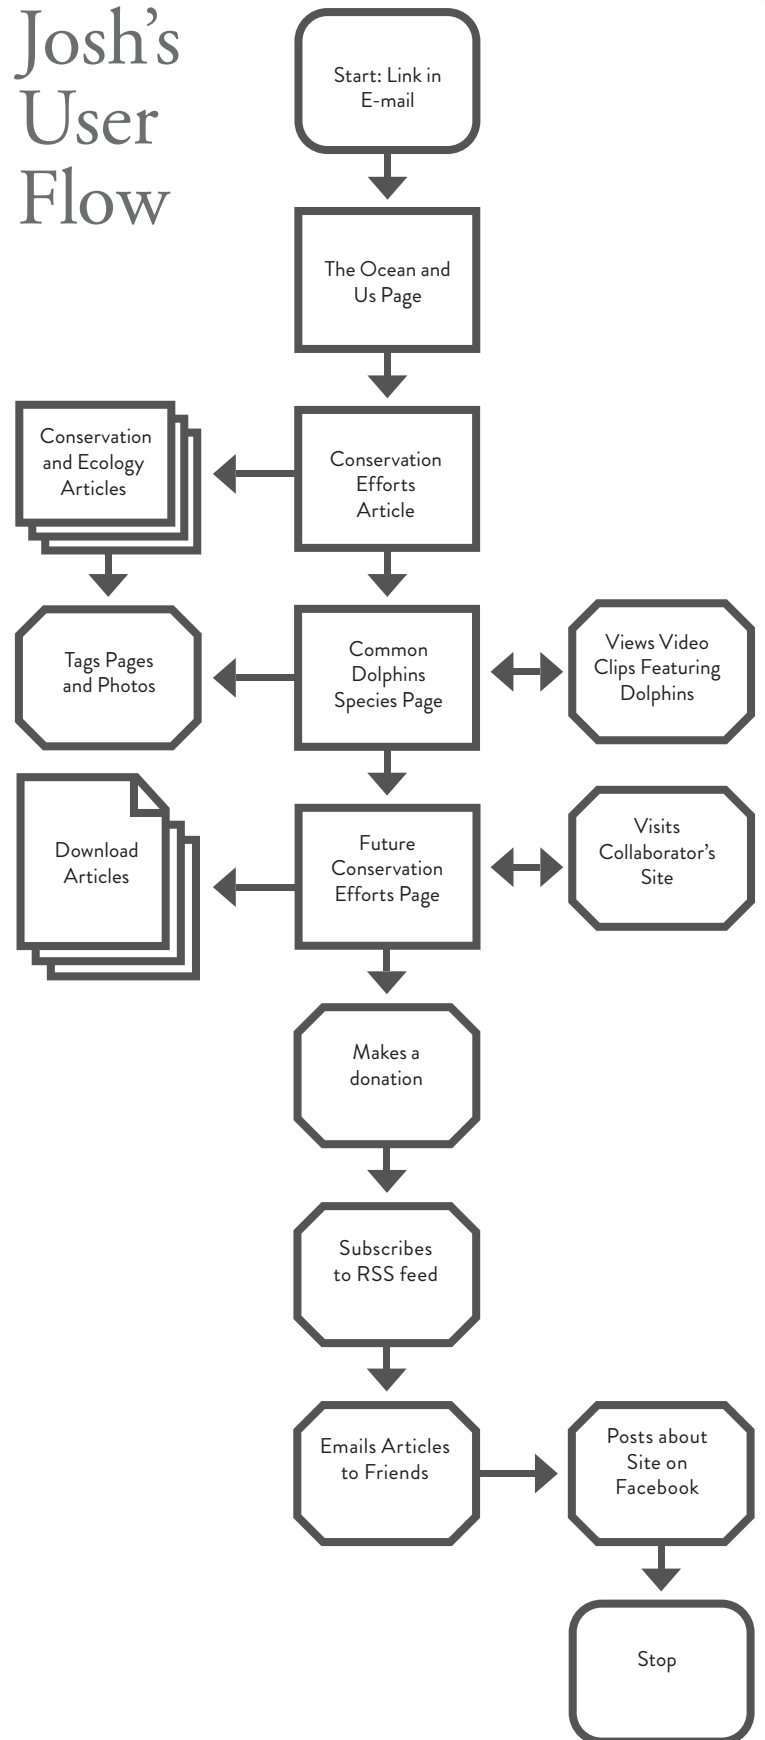 Josh’s
User
Flow
Start: Link in
E-mail
The Ocean and
Us Page
Conservation
and Ecology
Articles
Conservation
Efforts
Article
Tags Pages
and Photos
Common
Dolphins
Species Page
Views Video
Clips Featuring
Dolphins
Download
Articles
Future
Conservation
Efforts Page
Visits
Collaborator’s
Site
Makes a
donation
Subscribes
to RSS feed
Emails Articles
to Friends
Posts about
Site on
Facebook
Stop